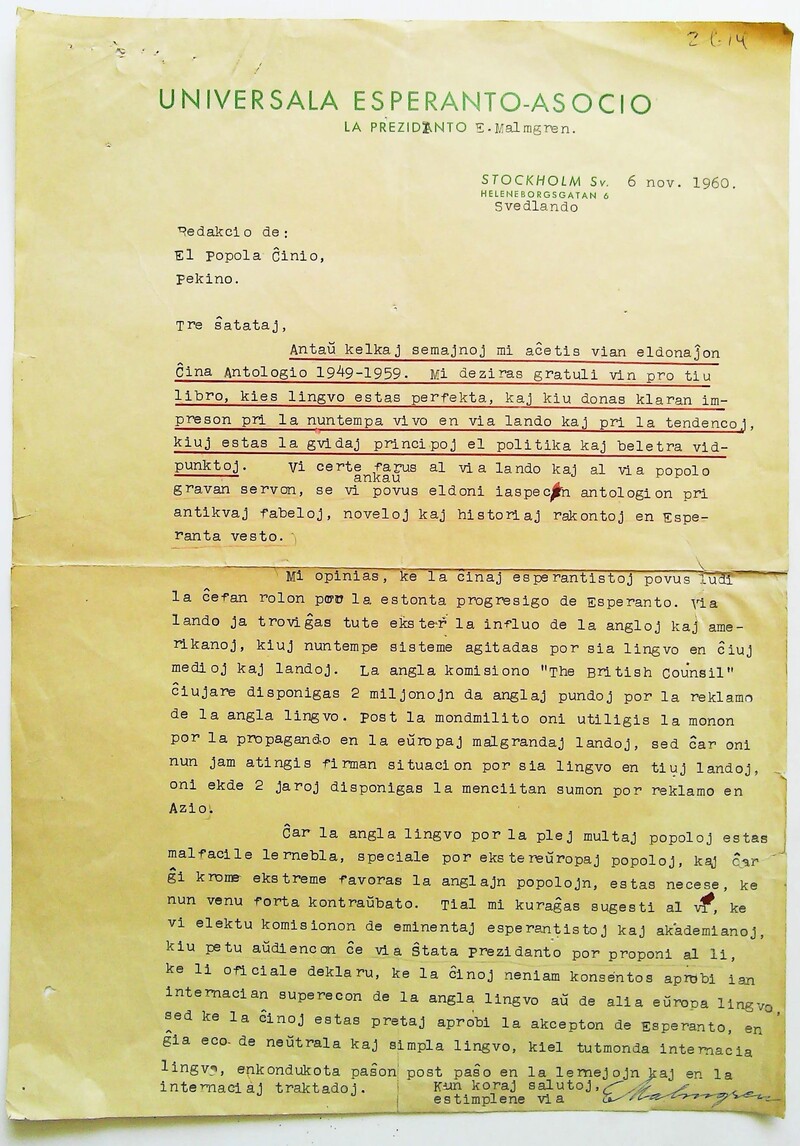 2614
UNIVERSALA ESPERANTO-ASOCIO
LA PREZIDANTO E.Malmgren.
STOCKHOLM Sv. 6 nov. 1960.
HELENEBORGSGATAN 6
Svedlando
Redakcio de:
El Popola Ĉinio,
Pekino.
Tre ŝatataj,
Antaŭ kelkaj semajnoj mi aĉetis vian eldonaĵon
Ĉina Antologio 1949-1959. Mi deziras gratuli vin pro tiu
libro, kies lingvo estas perfekta, kaj kiu donas klaran im-
preson pri la nuntempa vivo en via lando kaj pri la tendencoj,
kiuj estas la gvidaj principoj el politika kaj beletra vid-
punktoj. Vi certe farus al via lando kaj al via popolo
ankaŭ
gravan servon, se vi povus eldoni iaspecan antologion pri
antikvaj fabeloj, noveloj kaj historiaj rakontoj en Espe-
ranta vesto.
Mi opinias, ke la ĉinaj esperantistoj povus ludi
la ĉefan rolon por la estonta progresigo de Esperanto. Via
lando ja troviĝas tute ekster la influo de la angloj kaj ame-
rikanoj, kiuj nuntempe sisteme agitadas por sia lingvo en ĉiuj
medioj kaj landoj. La angla komisiono "The British Counsil"
ĉiujare disponigas 2 miljonojn da anglaj pundoj por la reklamo
de la angla lingvo. Post la mondmilito oni utiligis la monon
por la propagando en la eŭropaj malgrandaj landoj, sed ĉar oni
nun jam atingis firman situacion por sia lingvo en tiuj landoj,
oni ekde 2 jaroj disponigas la menciitan sumon por reklamo en
Azio.
Ĉar la angla lingvo por la plej multaj popoloj estas
malfacile lernebla, speciale por ekstereŭropaj popoloj, kaj ĉar
ĝi krome ekstreme favoras la anglajn popolojn, estas necese, ke
nun venu forta kontraŭbato. Tial mi kuraĝas sugesti al vi, ke
vi elektu komisionon de eminentaj esperantistoj kaj akademianoj,
kiu petu aŭdiencon ĉe via Ŝtata prezidanto por proponi al li,
ke li oficiale deklaru, ke la ĉinoj neniam konsentos aprobi ian
internacian superecon de la angla lingvo aŭ de alia eŭropa lingvo,
sed ke la ĉinoj estas pretaj aprobi la akcepton de Esperanto, en
ĝia eco de neŭtrala kaj simpla lingvo, kiel tutmonda internacia
lingvo, enkondukota paŝon post paŝo en la lernejojn kaj en la
internaciaj traktadoj. Kun koraj salutoj,
estimplene via EMalmgren